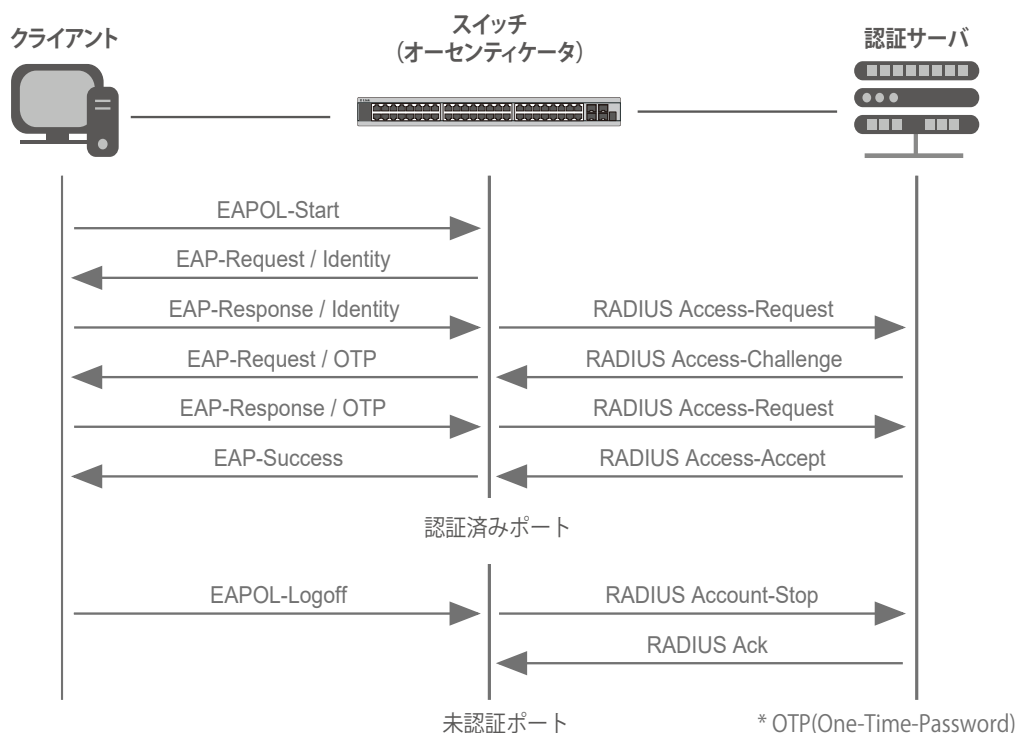 クライアント
スイッチ
(オーセンティケータ)
認証サーバ
EAPOL-Start
EAP-Request / Identity
EAP-Response / Identity
RADIUS Access-Request
EAP-Request / OTP
RADIUS Access-Challenge
EAP-Response / OTP
RADIUS Access-Request
EAP-Success
RADIUS Access-Accept
認証済みポート
EAPOL-Logoff
RADIUS Account-Stop
RADIUS Ack
未認証ポート
* OTP(One-Time-Password)